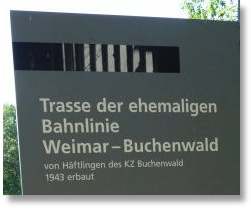 Trasse der ehemaligen
Bahnlinie
Weimar – Buchenwald
von Häftlingen des KZ Buchenwald
1943 erbaut